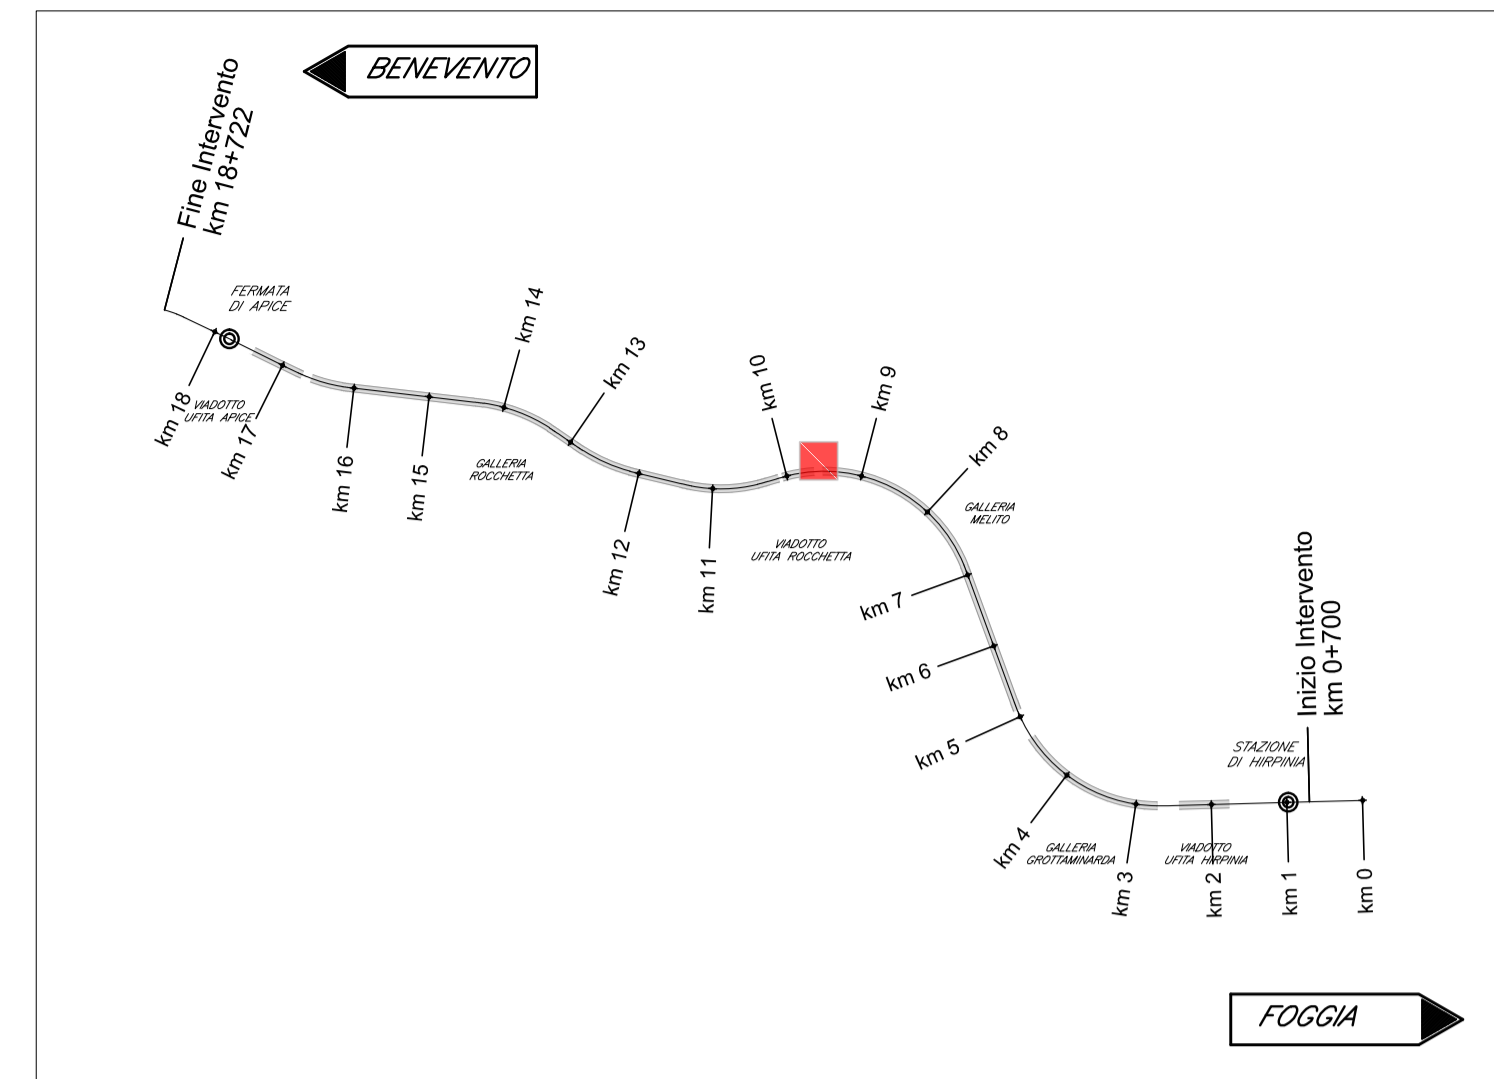 BENEVENTO
Fine Intervento
km 18+722
FERMATA
DI APICE
km 18
VIADOTTO
UFITA APICE
km 17
km 16
km 15
km 14
GALLERIA
ROCCHETTA
km 13
km 12
km 11
km 10
VIADOTTO
UFITA ROCCHETTA
km 9
km 8
GALLERIA
MELITO
km 7
km 6
km 5
km 4
GALLERIA
GROTTAMINARDA
km 3
VIADOTTO
UFITA HIRPINIA
km 2
STAZIONE
DI HIRPINIA
km 1
Inizio Intervento
km 0+700
km 0
FOGGIA